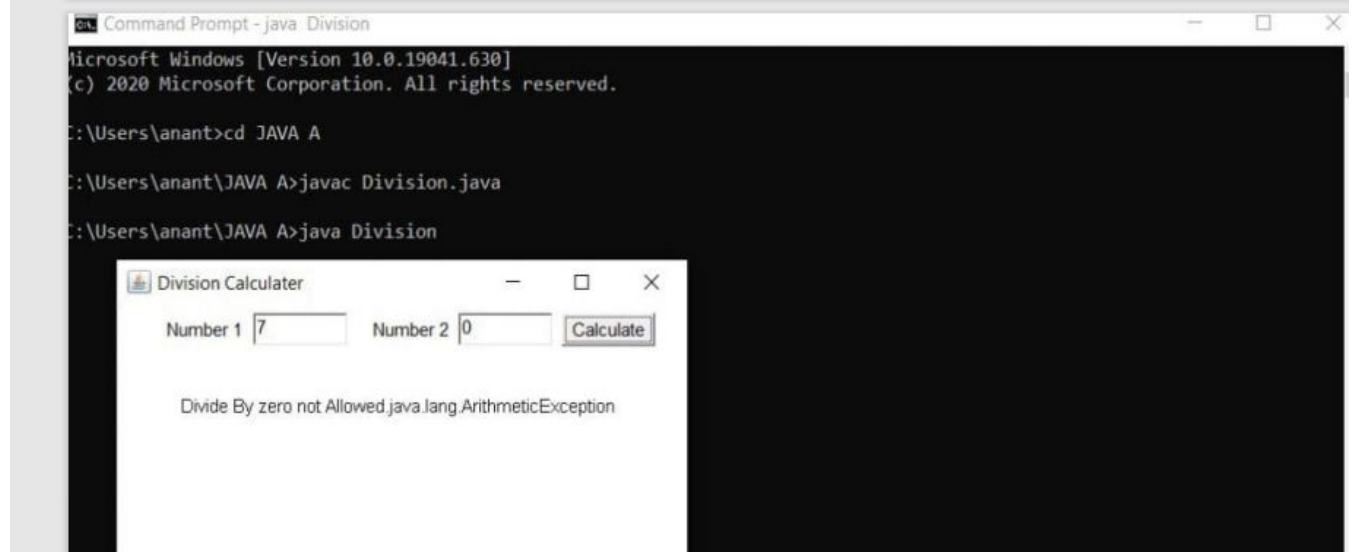 Command Prompt - java Division
Microsoft Windows [Version 10.0.19041.630]
(c) 2020 Microsoft Corporation. All rights reserved.
C:\Users\anant>cd JAVA A
C:\Users\anant\JAVA A>javac Division.java
C:\Users\anant\JAVA A>java Division
Division Calculater
Number 1 7 Number 2 0 Calculate
Divide By zero not Allowed.java.lang.ArithmeticException